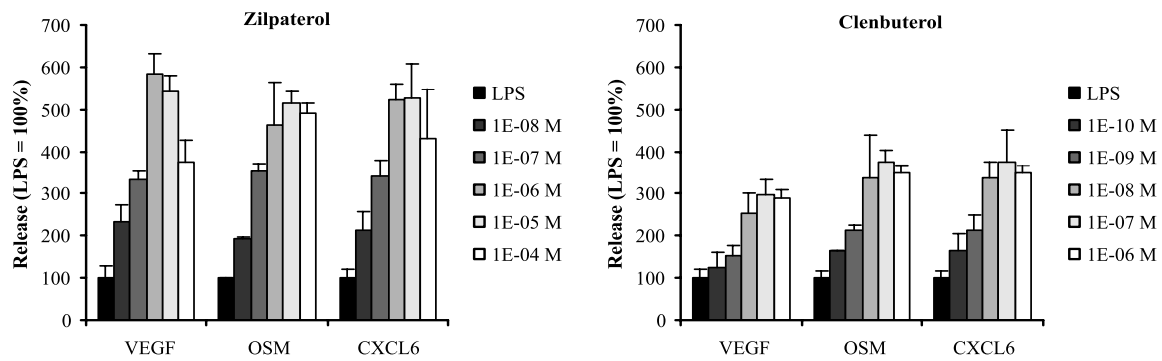 Zilpaterol
Release (LPS = 100%)
700
600
500
400
300
200
100
0
VEGF OSM CXCL6
LPS
1E-08 M
1E-07 M
1E-06 M
1E-05 M
1E-04 M
Clenbuterol
Release (LPS = 100%)
700
600
500
400
300
200
100
0
VEGF OSM CXCL6
LPS
1E-10 M
1E-09 M
1E-08 M
1E-07 M
1E-06 M